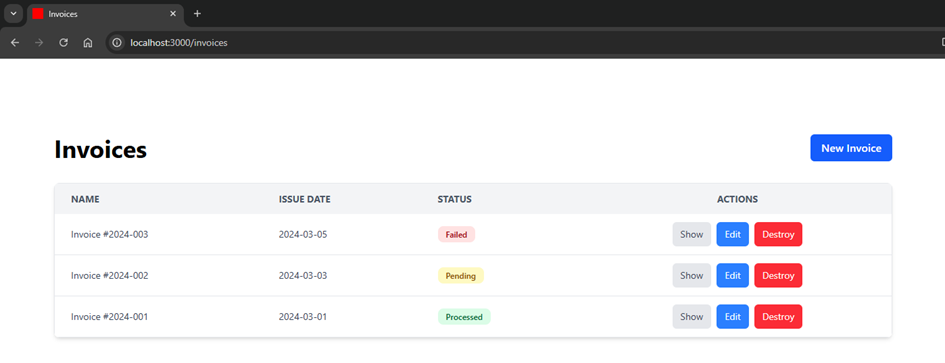 Invoices
localhost:3000/invoices
Invoices
New Invoice
NAME ISSUE DATE STATUS ACTIONS
Invoice #2024-003 2024-03-05 Failed Show Edit Destroy
Invoice #2024-002 2024-03-03 Pending Show Edit Destroy
Invoice #2024-001 2024-03-01 Processed Show Edit Destroy